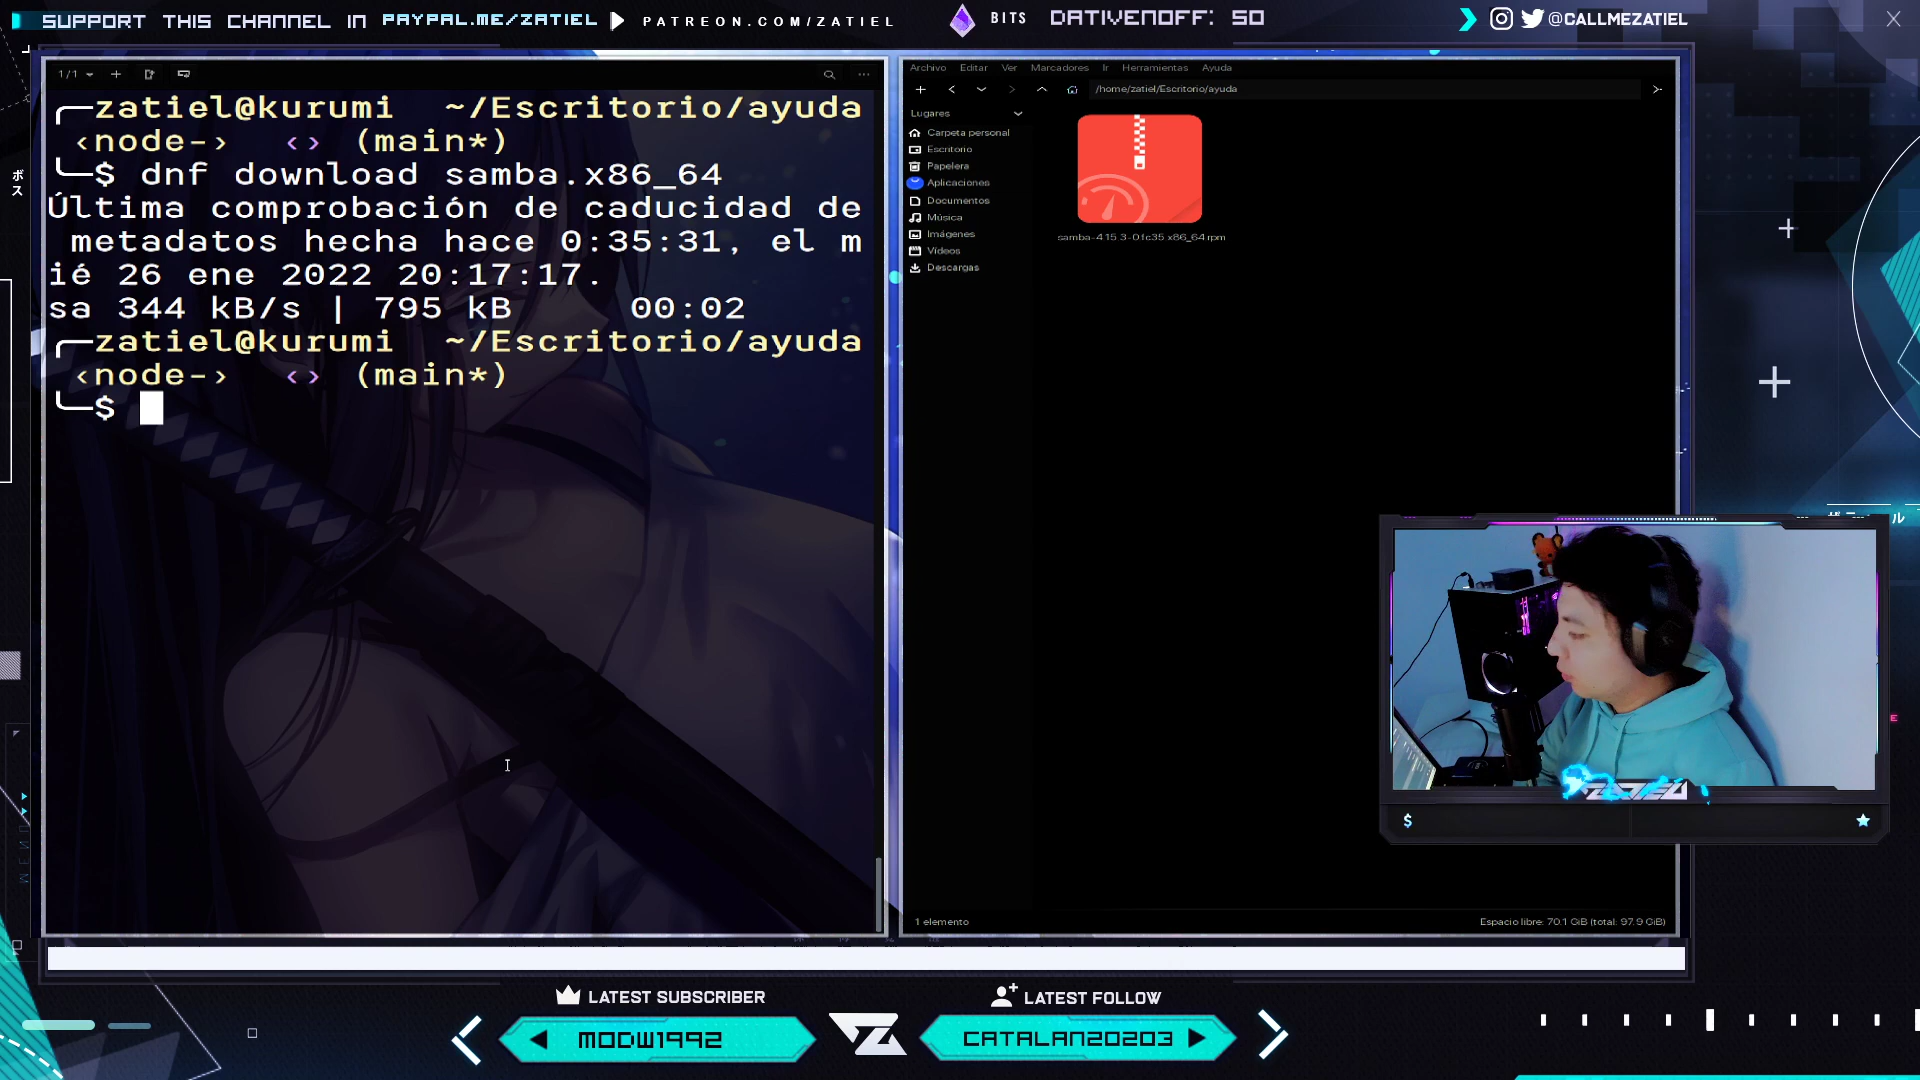 SUPPORT THIS CHANNEL IN PAYPAL.ME/ZATIEL PATREON.COM/ZATIEL
BITS DATIVENOFF: 50
@CALLMEZATIEL
1/1
zatiel@kurumi ~/Escritorio/ayuda
‹node-› <> (main*)
$ dnf download samba.x86_64
Última comprobación de caducidad de
metadatos hecha hace 0:35:31, el m
ié 26 ene 2022 20:17:17.
sa 344 kB/s | 795 kB 00:02
zatiel@kurumi ~/Escritorio/ayuda
‹node-› <> (main*)
$
Archivo Editar Ver Marcadores Ir Herramientas Ayuda
/home/zatiel/Escritorio/ayuda
Lugares
Carpeta personal
Escritorio
Papelera
Aplicaciones
Documentos
Música
Imágenes
Vídeos
Descargas
samba-4.15.3-0.fc35.x86_64.rpm
1 elemento
Espacio libre: 70.1 GiB (total: 97.9 GiB)
ボス
$
LATEST SUBSCRIBER
MODW1992
LATEST FOLLOW
CATALAN20203